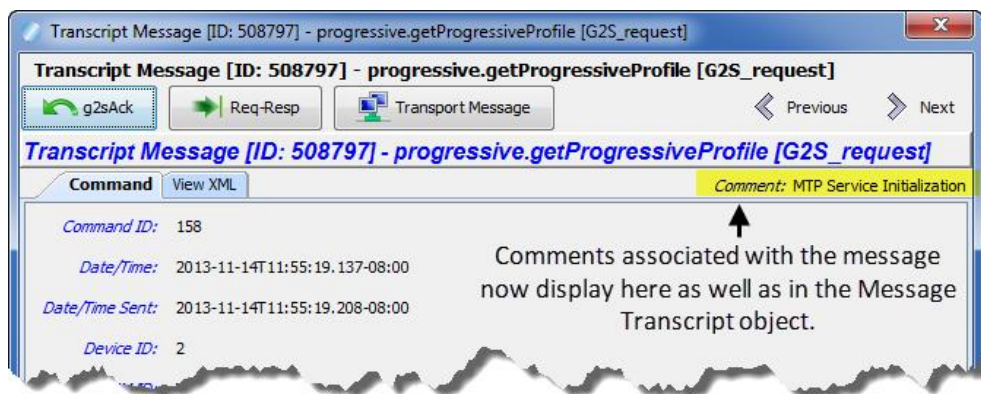 Transcript Message [ID: 508797] - progressive.getProgressiveProfile [G2S_request]
Transcript Message [ID: 508797] - progressive.getProgressiveProfile [G2S_request]
g2sAck Req-Resp Transport Message Previous Next
Transcript Message [ID: 508797] - progressive.getProgressiveProfile [G2S_request]
Command View XML Comment: MTP Service Initialization
Command ID: 158
Date/Time: 2013-11-14T11:55:19.137-08:00
Date/Time Sent: 2013-11-14T11:55:19.208-08:00
Device ID: 2
Comments associated with the message
now display here as well as in the Message
Transcript object.